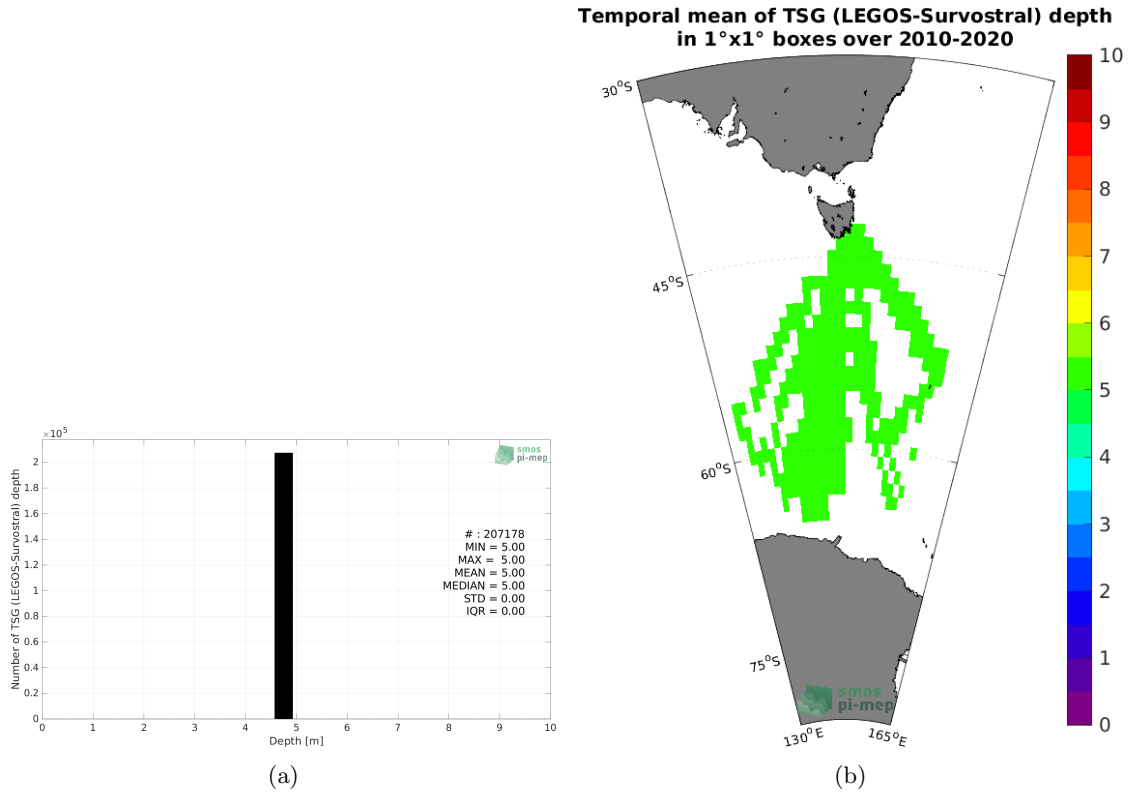 Temporal mean of TSG (LEGOS-Survostral) depth
in 1°x1° boxes over 2010-2020
×10^5
Number of TSG (LEGOS-Survostral) depth
2
1.8
1.6
1.4
1.2
1
0.8
0.6
0.4
0.2
0
0 1 2 3 4 5 6 7 8 9 10
Depth [m]
smos
pi-mep
# : 207178
MIN = 5.00
MAX = 5.00
MEAN = 5.00
MEDIAN = 5.00
STD = 0.00
IQR = 0.00
(a)
30°S
45°S
60°S
75°S
130°E
165°E
smos
pi-mep
10
9
8
7
6
5
4
3
2
1
0
(b)